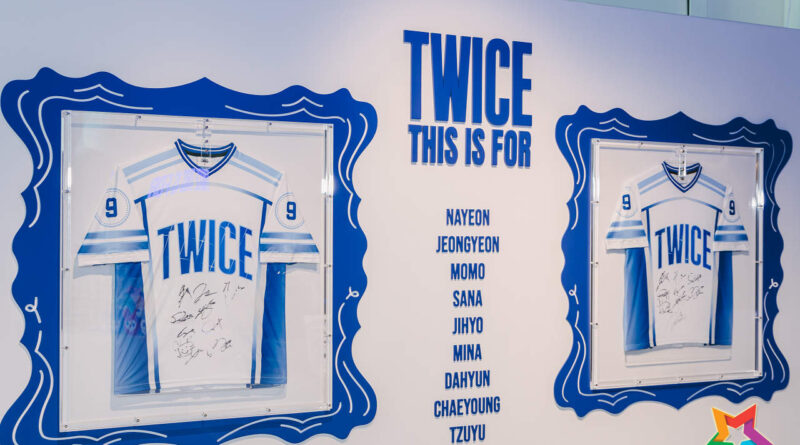 TWICE
THIS IS FOR
NAYEON
JEONGYEON
MOMO
SANA
JIHYO
MINA
DAHYUN
CHAEYOUNG
TZUYU
9
9
TWICE
9
9
TWICE